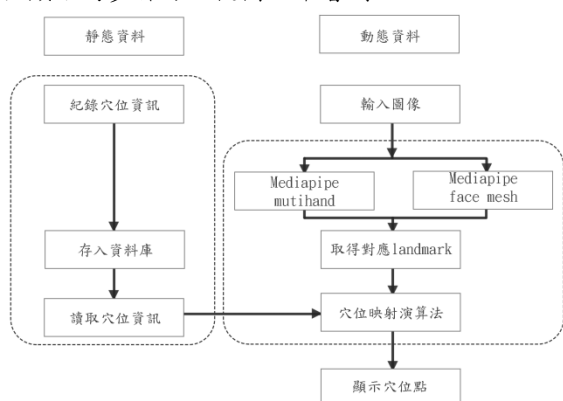 靜態資料
動態資料
紀錄穴位資訊
輸入圖像
Mediapipe
mutihand
Mediapipe
face mesh
存入資料庫
取得對應landmark
讀取穴位資訊
穴位映射演算法
顯示穴位點